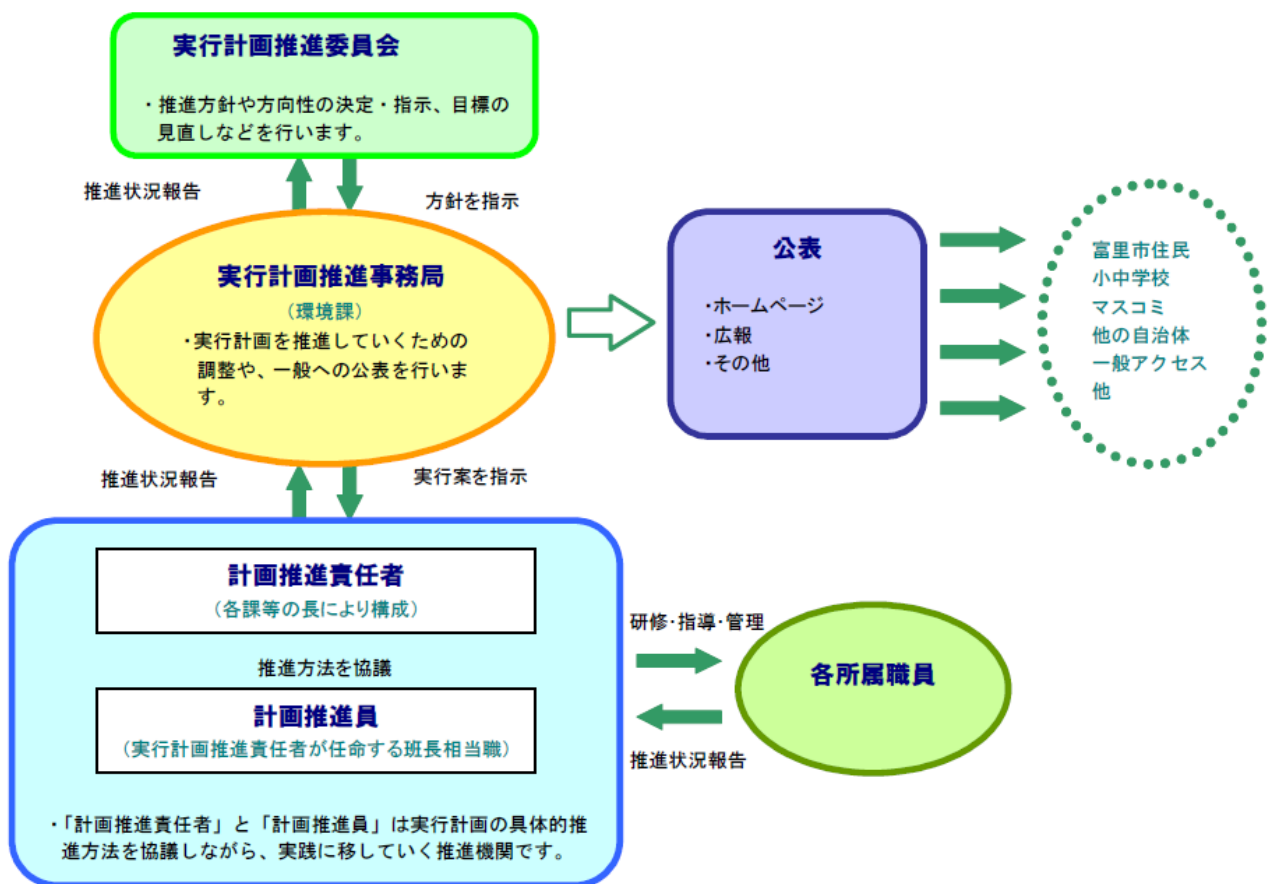 実行計画推進委員会
・推進方針や方向性の決定・指示、目標の
見直しなどを行います。
推進状況報告
方針を指示
実行計画推進事務局
（環境課）
・実行計画を推進していくための
調整や、一般への公表を行いま
す。
公表
・ホームページ
・広報
・その他
富里市住民
小中学校
マスコミ
他の自治体
一般アクセス
他
推進状況報告
実行案を指示
計画推進責任者
（各課等の長により構成）
推進方法を協議
計画推進員
（実行計画推進責任者が任命する班長相当職）
・「計画推進責任者」と「計画推進員」は実行計画の具体的推
進方法を協議しながら、実践に移していく推進機関です。
研修・指導・管理
各所属職員
推進状況報告